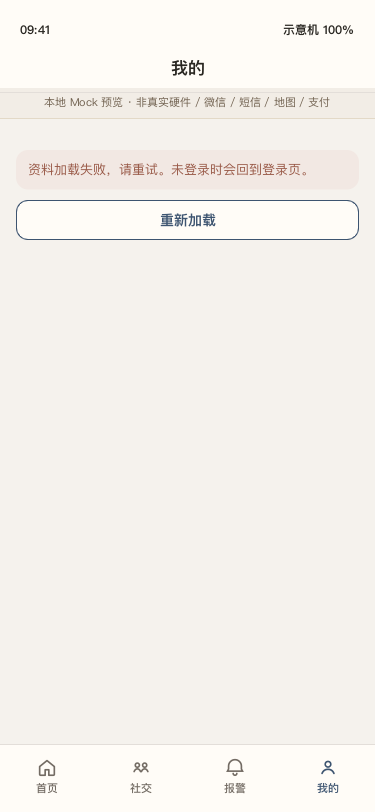 09:41 示意机 100%
我的
本地 Mock 预览 · 非真实硬件 / 微信 / 短信 / 地图 / 支付
资料加载失败，请重试。未登录时会回到登录页。
重新加载
首页 社交 报警 我的